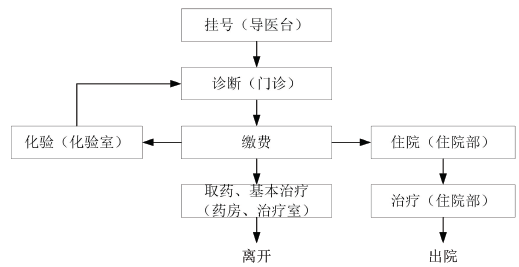 挂号（导医台）
诊断（门诊）
化验（化验室）
缴费
住院（住院部）
取药、基本治疗
（药房、治疗室）
治疗（住院部）
离开
出院